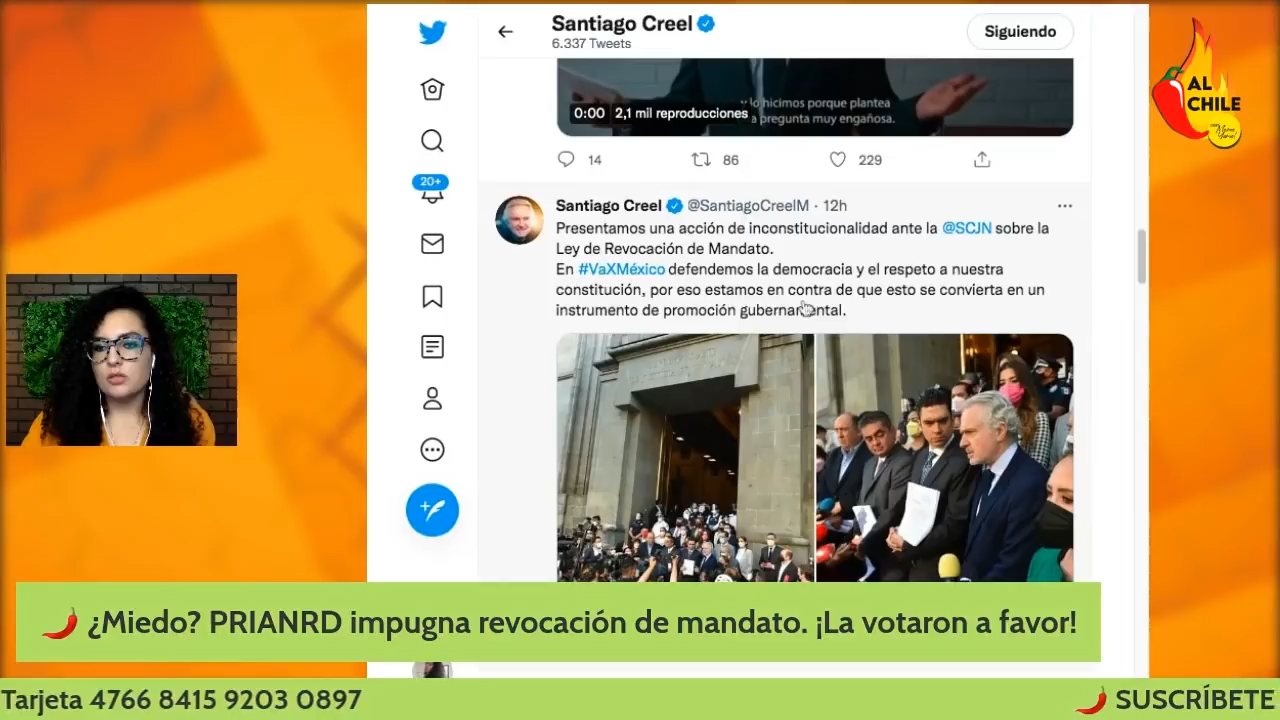 Santiago Creel
6.337 Tweets
Siguiendo
AL
CHILE
y lo hicimos porque plantea
a pregunta muy engañosa.
0:00 2,1 mil reproducciones
14 86 229
20+
Santiago Creel @SantiagoCreelM · 12h
Presentamos una acción de inconstitucionalidad ante la @SCJN sobre la
Ley de Revocación de Mandato.
En #VaXMéxico defendemos la democracia y el respeto a nuestra
constitución, por eso estamos en contra de que esto se convierta en un
instrumento de promoción gubernamental.
¿Miedo? PRIANRD impugna revocación de mandato. ¡La votaron a favor!
Tarjeta 4766 8415 9203 0897
SUSCRÍBETE